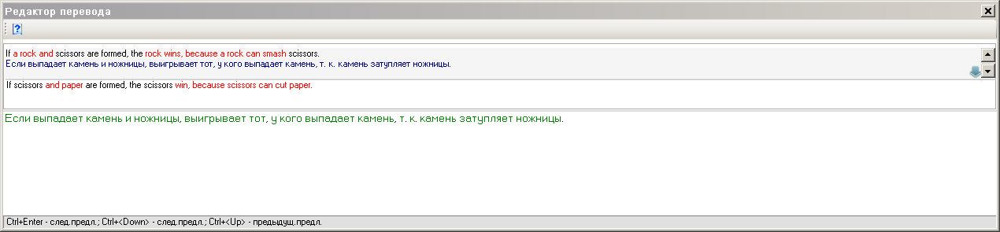 Редактор перевода
If a rock and scissors are formed, the rock wins, because a rock can smash scissors.
Если выпадает камень и ножницы, выигрывает тот, у кого выпадает камень, т. к. камень затупляет ножницы.
If scissors and paper are formed, the scissors win, because scissors can cut paper.
Если выпадает камень и ножницы, выигрывает тот, у кого выпадает камень, т. к. камень затупляет ножницы.
Ctrl+Enter - след.предл.; Ctrl+<Down> - след.предл.; Ctrl+<Up> - предыдущ.предл.